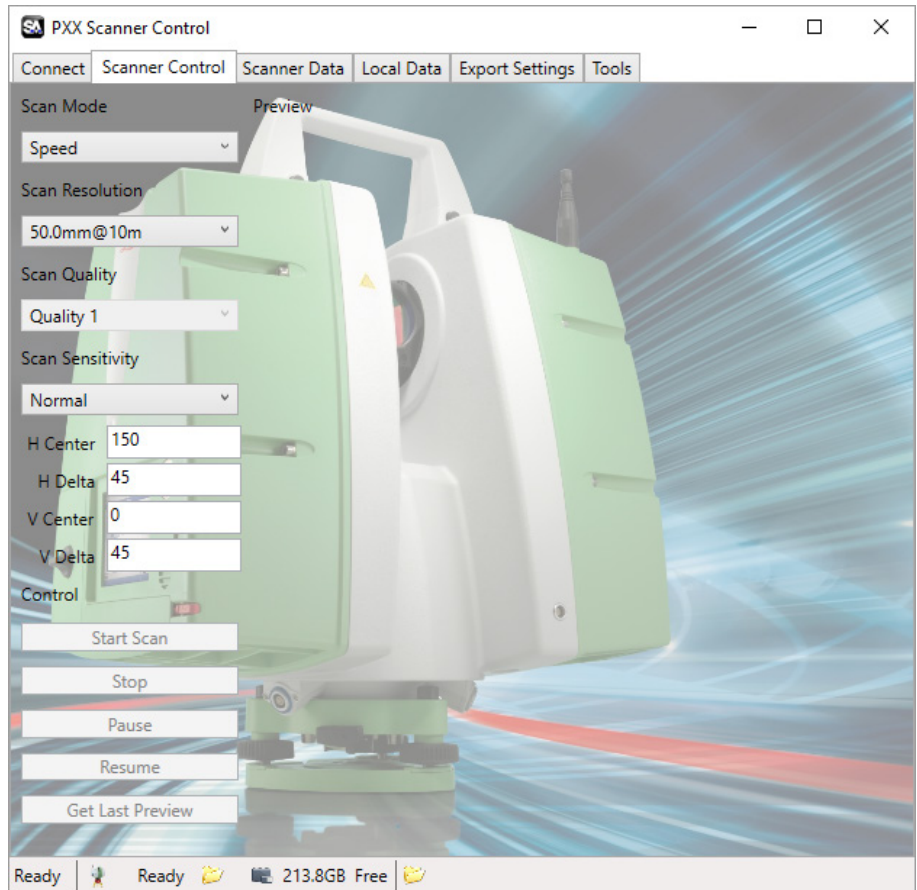 SA PXX Scanner Control
Connect Scanner Control Scanner Data Local Data Export Settings Tools
Scan Mode Preview
Speed
Scan Resolution
50.0mm@10m
Scan Quality
Quality 1
Scan Sensitivity
Normal
H Center 150
H Delta 45
V Center 0
V Delta 45
Control
Start Scan
Stop
Pause
Resume
Get Last Preview
Ready Ready 213.8GB Free